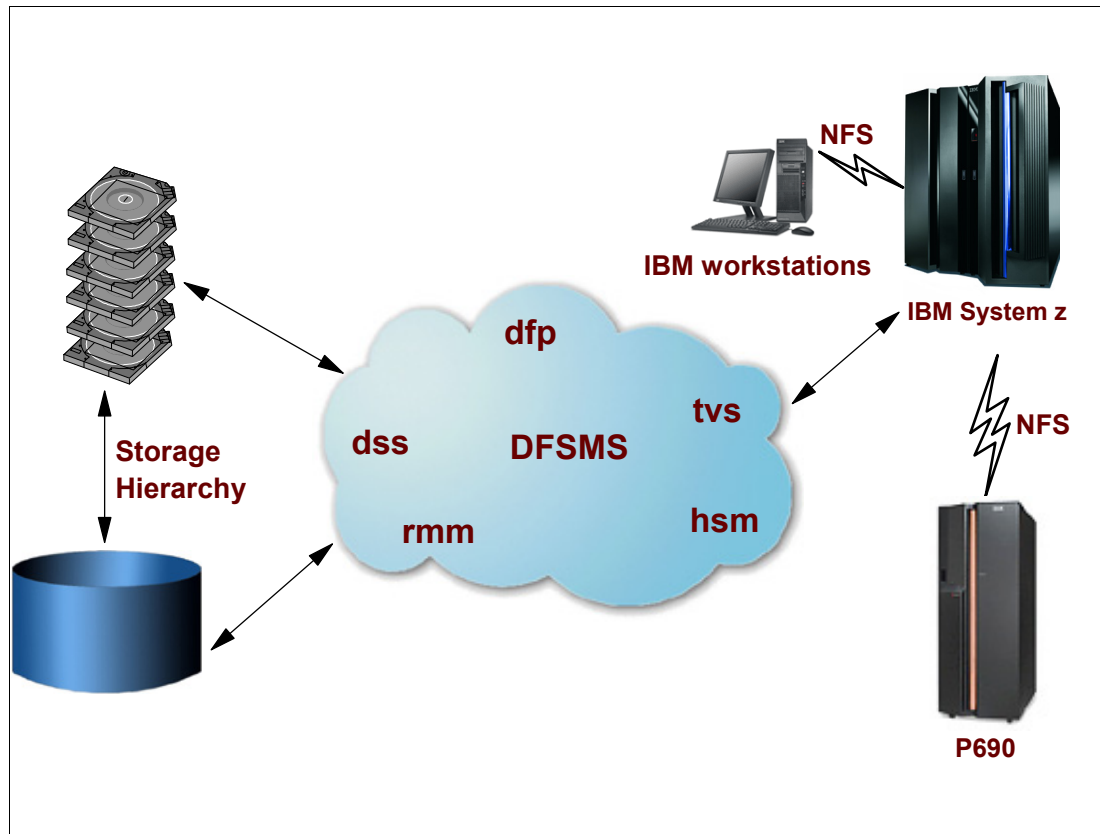 NFS
IBM workstations
IBM System z
dfp
tvs
dss
DFSMS
NFS
Storage
Hierarchy
rmm
hsm
P690